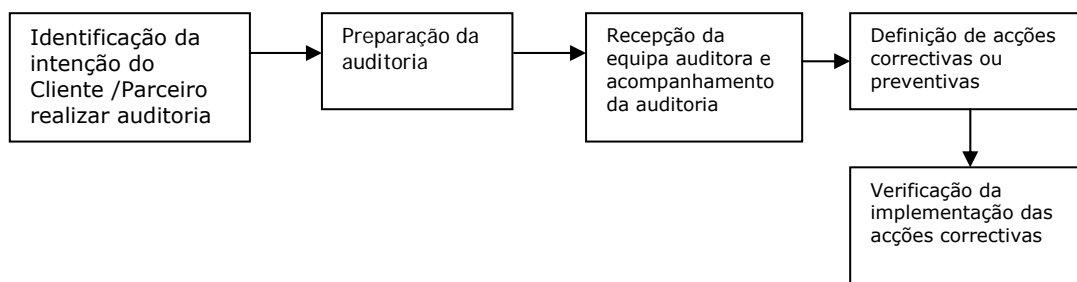 Identificação da
intenção do
Cliente /Parceiro
realizar auditoria
Preparação da
auditoria
Recepção da
equipa auditora e
acompanhamento
da auditoria
Definição de acções
correctivas ou
preventivas
Verificação da
implementação das
acções correctivas